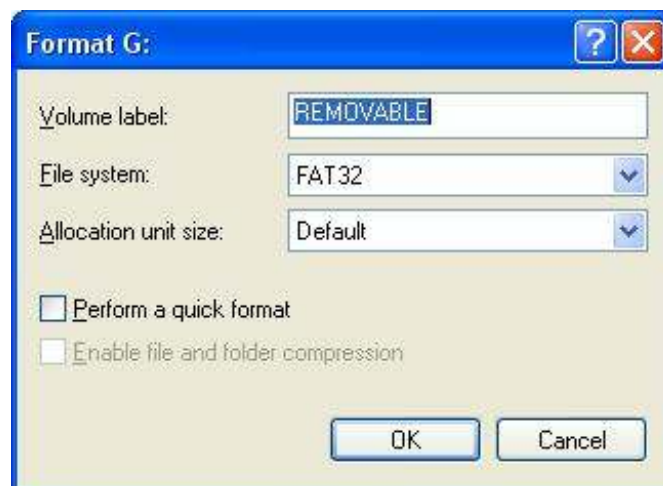 Format G:
Volume label: REMOVABLE
File system: FAT32
Allocation unit size: Default
Perform a quick format
Enable file and folder compression
OK Cancel